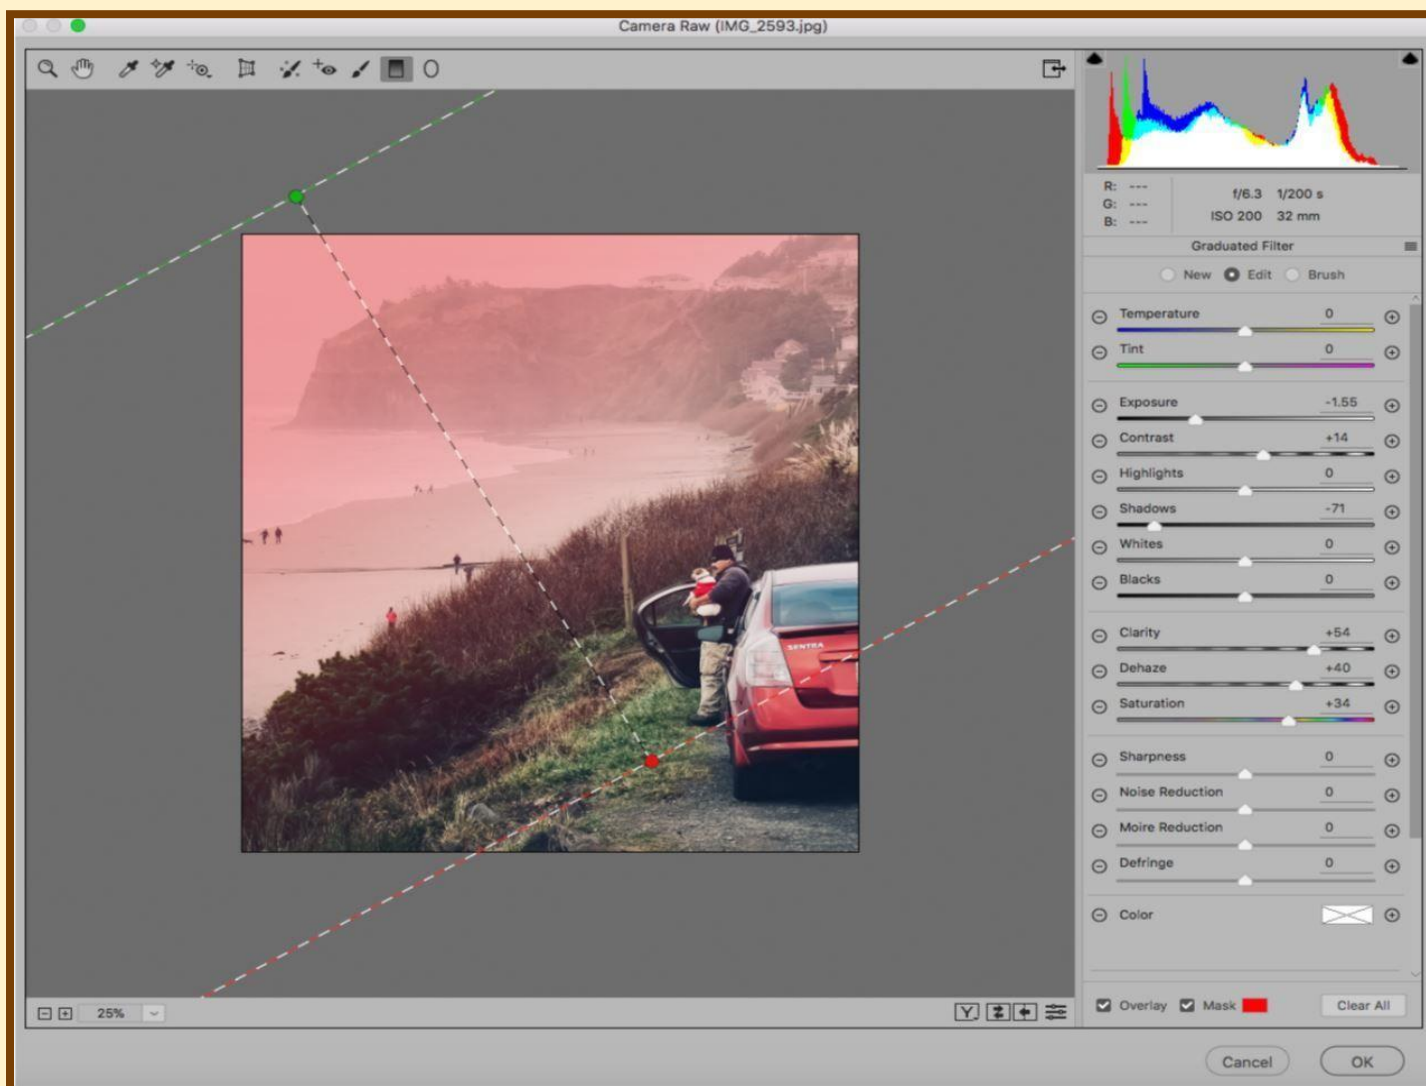 Camera Raw (IMG_2593.jpg)
R: ---
G: ---
B: ---
f/6.3 1/200 s
ISO 200 32 mm
Graduated Filter
New Edit Brush
Temperature 0
Tint 0
Exposure -1.55
Contrast +14
Highlights 0
Shadows -71
Whites 0
Blacks 0
Clarity +54
Dehaze +40
Saturation +34
Sharpness 0
Noise Reduction 0
Moire Reduction 0
Defringe 0
Color
SENTRA
25%
Y
Overlay Mask Clear All
Cancel OK